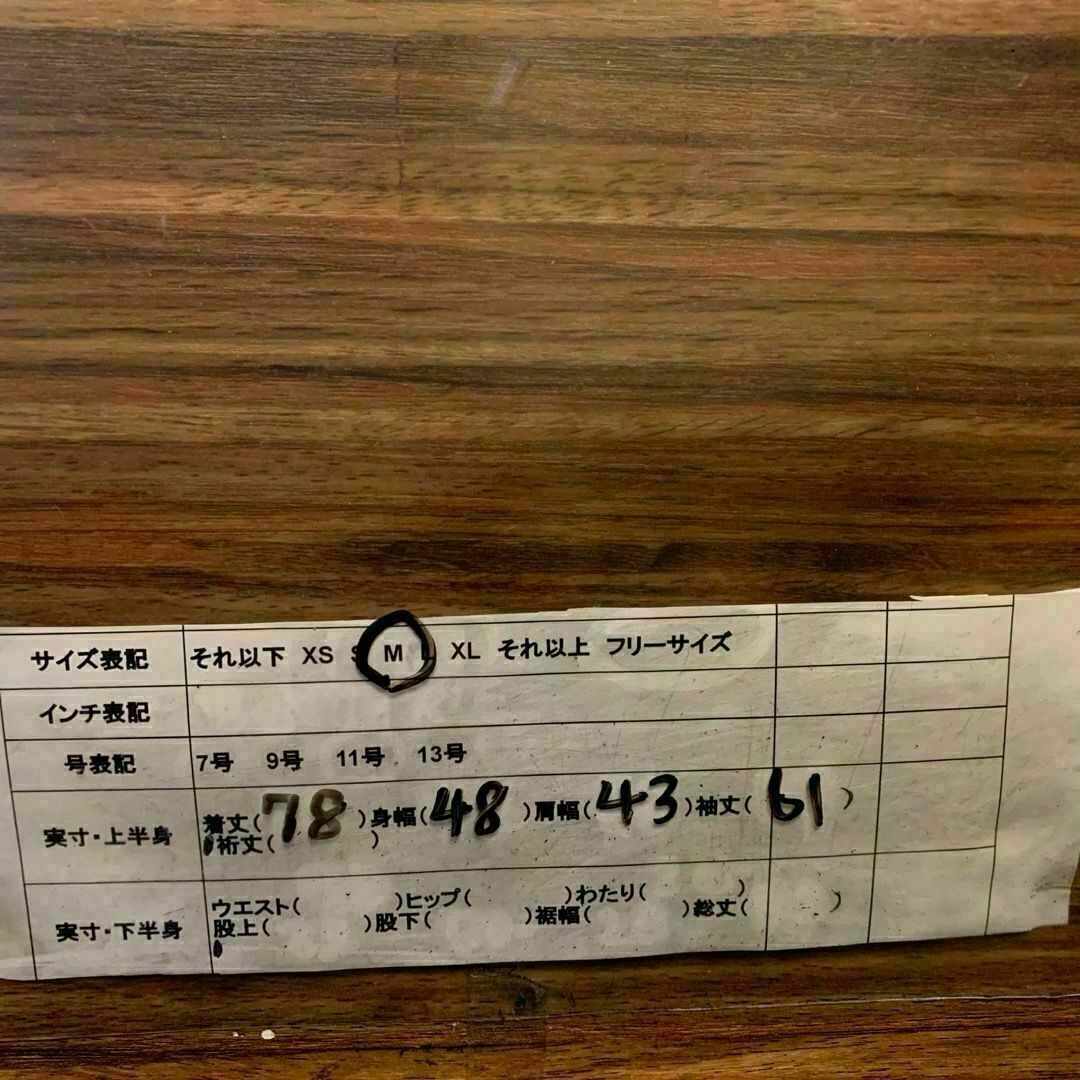 サイズ表記 それ以下 XS S M L XL それ以上 フリーサイズ
インチ表記
号表記 7号 9号 11号 13号
実寸・上半身 着丈(78)身幅(48)肩幅(43)袖丈(61)
裄丈( )
実寸・下半身 ウエスト( )ヒップ( )わたり( )
股上( )股下( )裾幅( )総丈( )